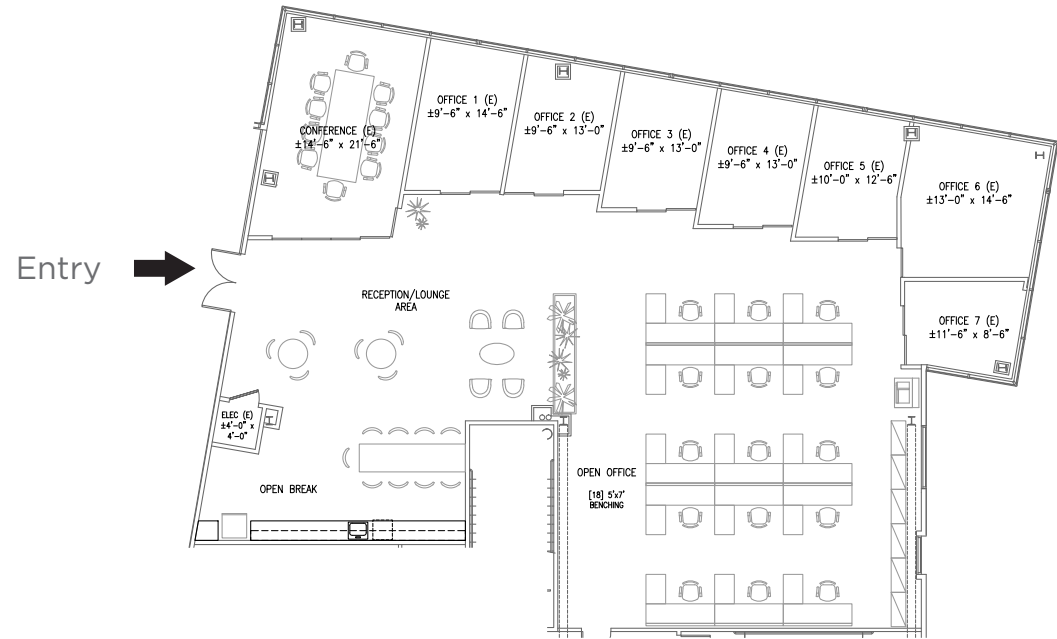 CONFERENCE (E)
±14'-6" x 21'-6"
OFFICE 1 (E)
±9'-6" x 14'-6"
OFFICE 2 (E)
±9'-6" x 13'-0"
OFFICE 3 (E)
±9'-6" x 13'-0"
OFFICE 4 (E)
±9'-6" x 13'-0"
OFFICE 5 (E)
±10'-0" x 12'-6"
OFFICE 6 (E)
±13'-0" x 14'-6"
Entry
RECEPTION/LOUNGE
AREA
OFFICE 7 (E)
±11'-6" x 8'-6"
ELEC (E)
±4'-0" x
4'-0"
OPEN BREAK
OPEN OFFICE
[18] 5'x7'
BENCHING